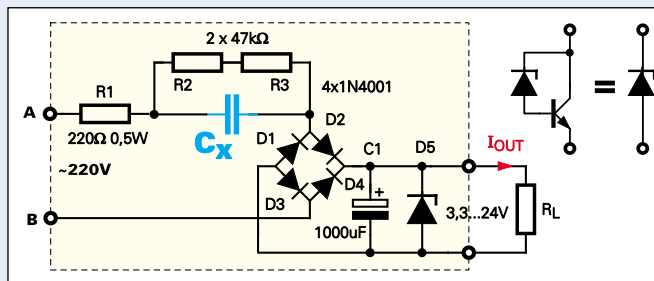 2 x 47kΩ
R2
R3
4x1N4001
R1
A
220Ω 0,5W
Cx
D2
D1
C1
D5
IOUT
~220V
D4
D3
+
3,3...24V
RL
B
1000uF
=